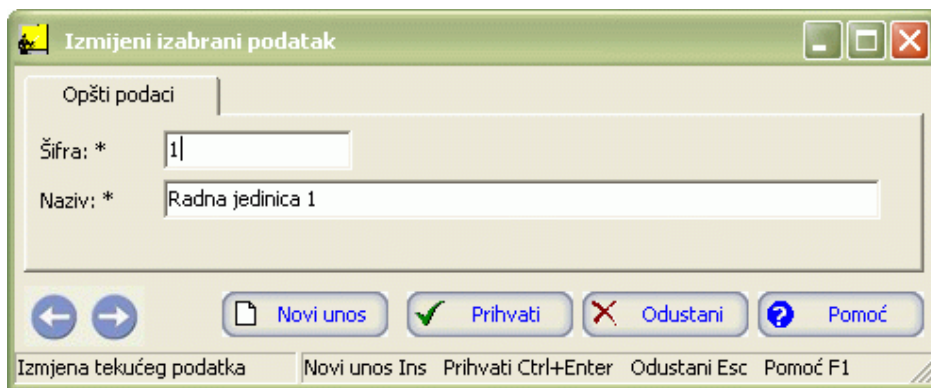 Izmijeni izabrani podatak
Opšti podaci
Šifra: * 1
Naziv: * Radna jedinica 1
Novi unos Prihvati Odustani Pomoć
Izmjena tekućeg podatka Novi unos Ins Prihvati Ctrl+Enter Odustani Esc Pomoć F1